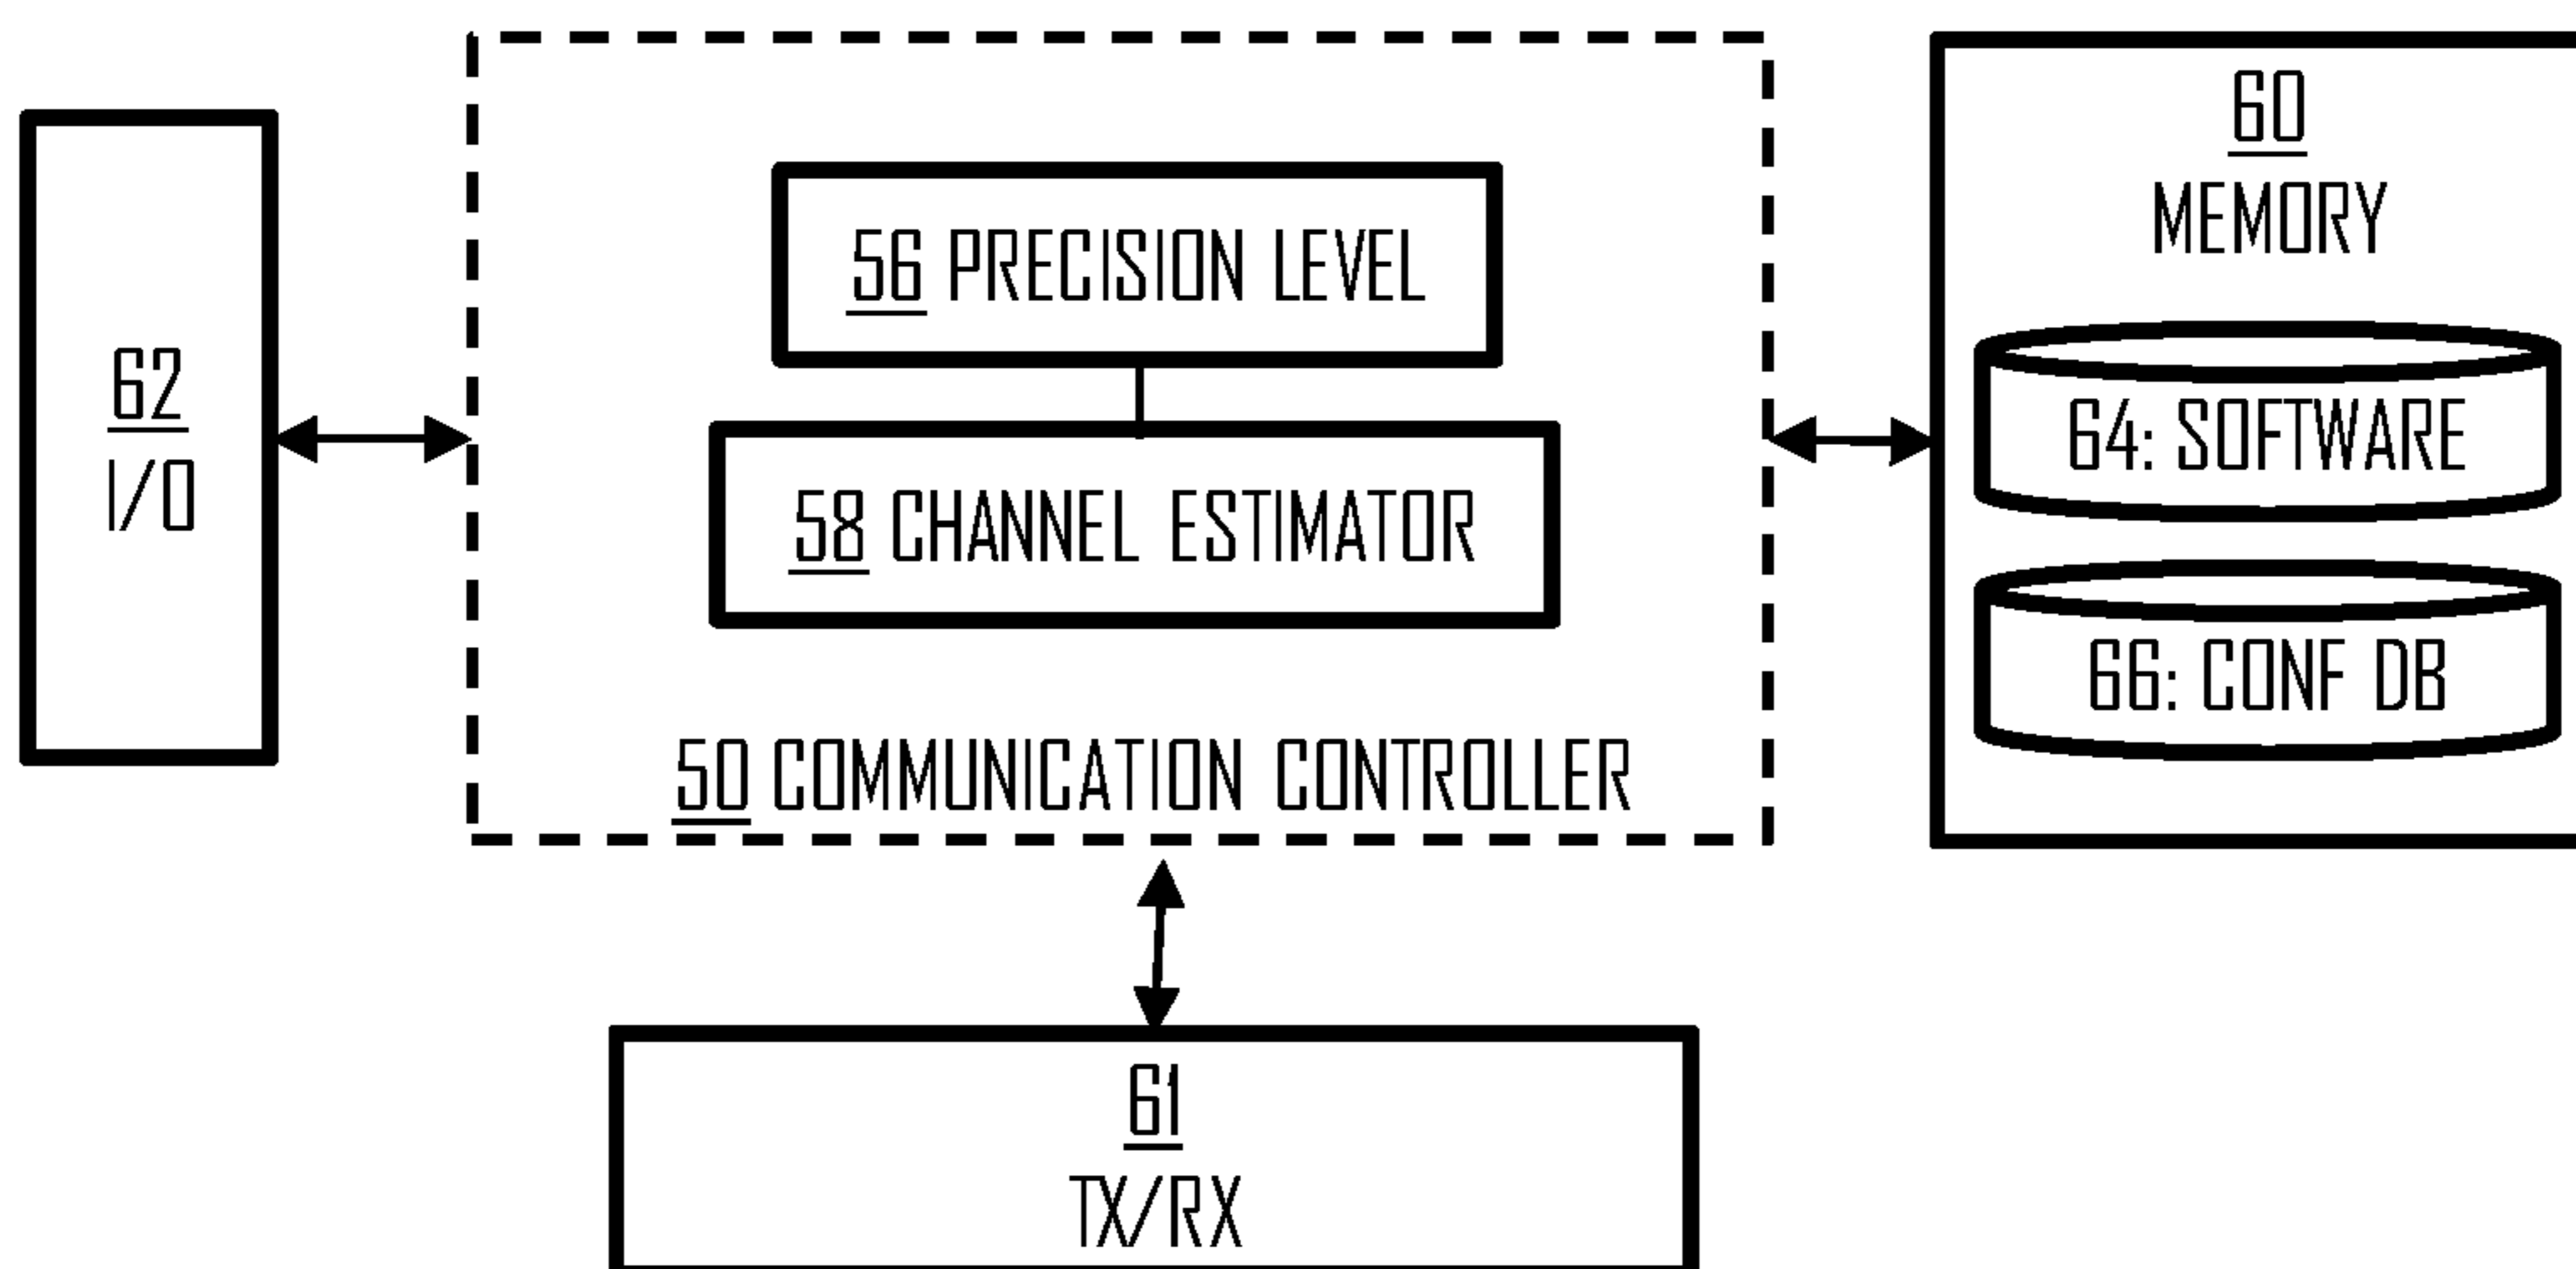 62
I/O
56 PRECISION LEVEL
58 CHANNEL ESTIMATOR
50 COMMUNICATION CONTROLLER
60
MEMORY
64: SOFTWARE
66: CONF DB
61
TX/RX